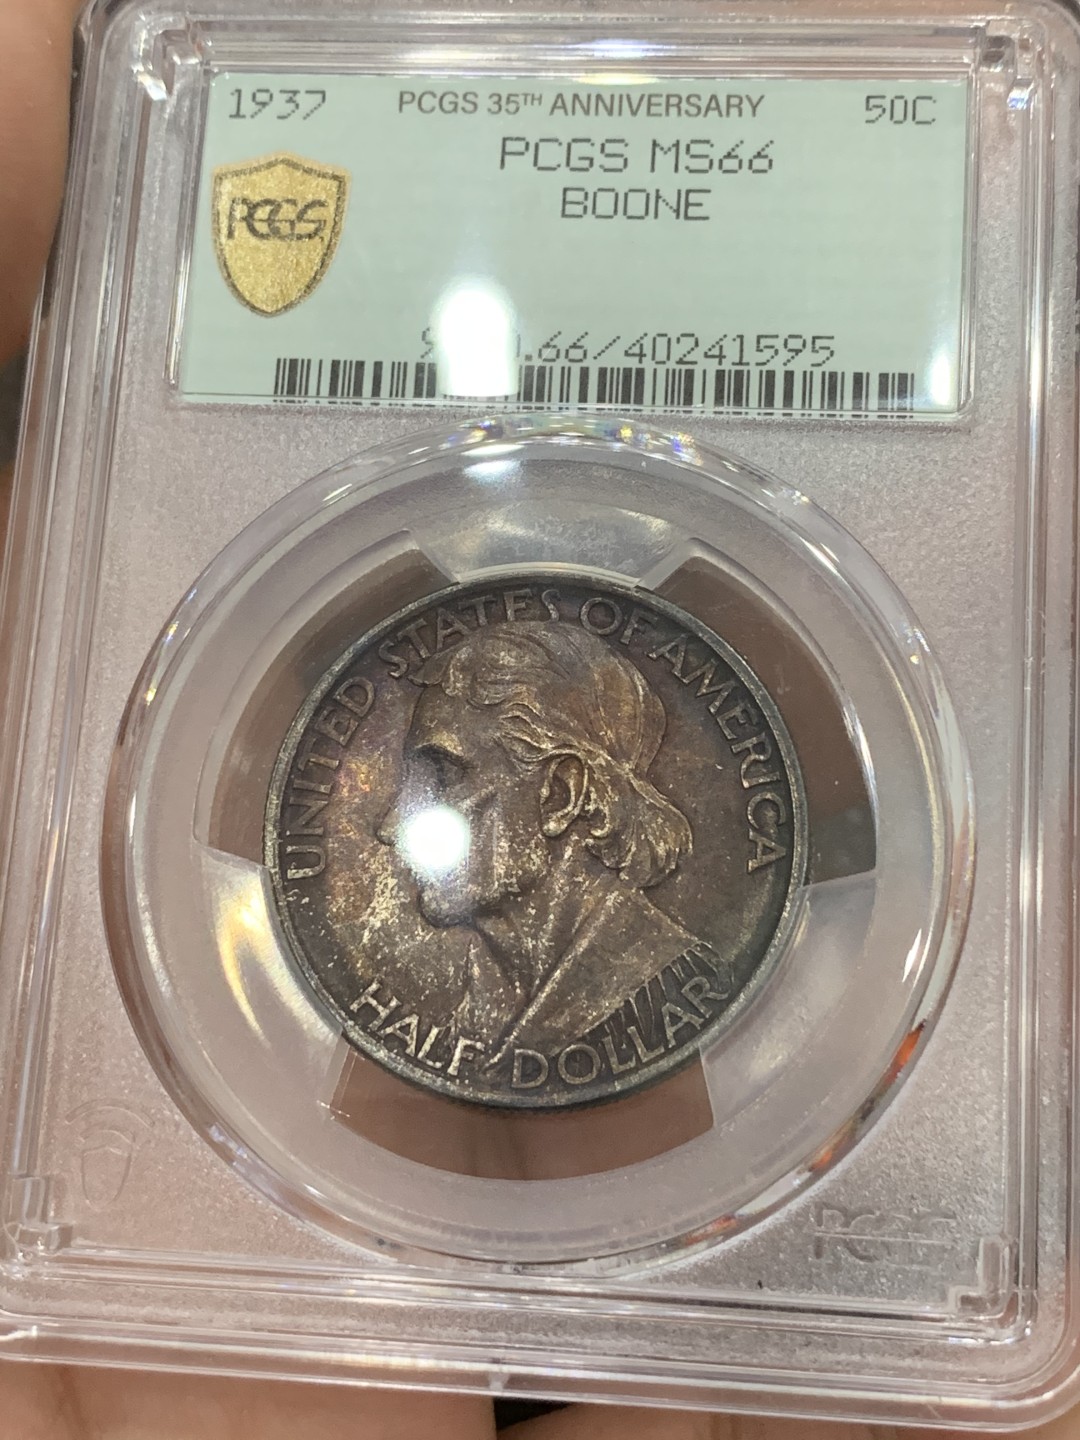 1937 PCGS 35TH ANNIVERSARY 50C
PCGS MS66
BOONE
PCGS
.66/40241595
UNITED STATES OF AMERICA
HALF DOLLAR
PCGS